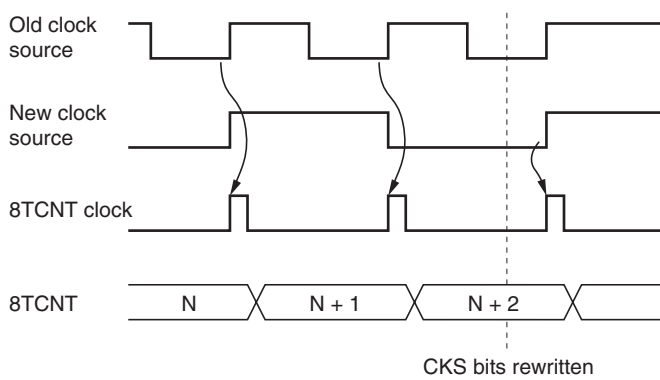 Old clock
source
New clock
source
8TCNT clock
8TCNT
N
N + 1
N + 2
CKS bits rewritten